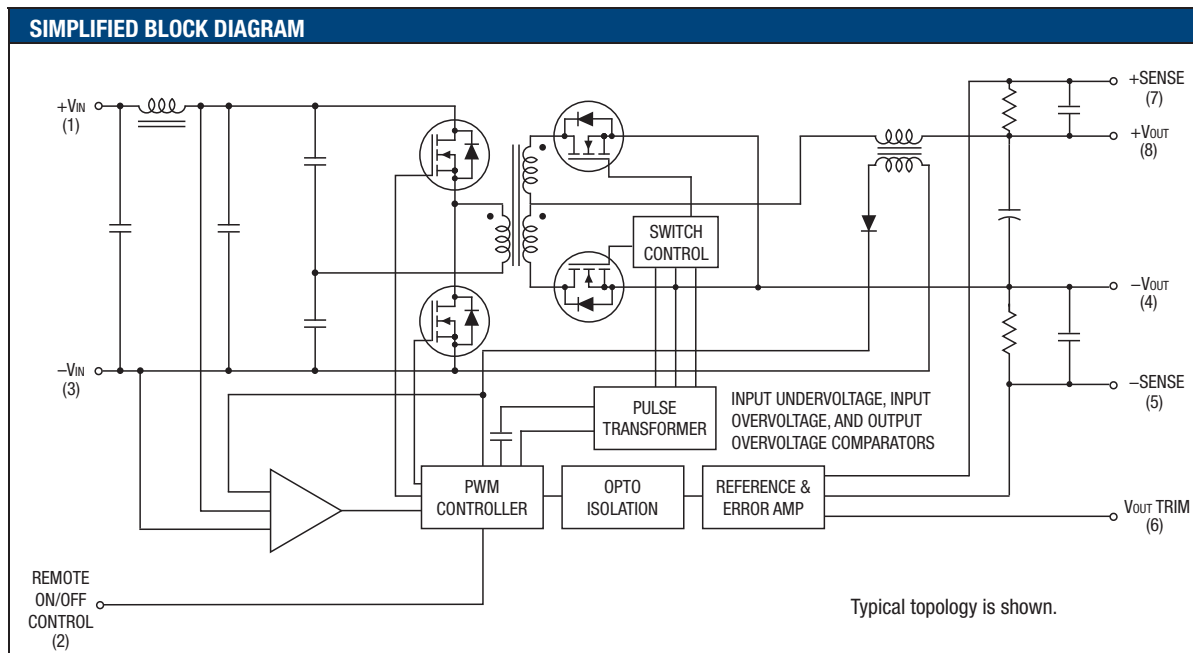 SIMPLIFIED BLOCK DIAGRAM
+VIN
(1)
−VIN
(3)
REMOTE
ON/OFF
CONTROL
(2)
SWITCH
CONTROL
PULSE
TRANSFORMER
INPUT UNDERVOLTAGE, INPUT
OVERVOLTAGE, AND OUTPUT
OVERVOLTAGE COMPARATORS
PWM
CONTROLLER
OPTO
ISOLATION
REFERENCE &
ERROR AMP
+SENSE
(7)
+VOUT
(8)
−VOUT
(4)
−SENSE
(5)
VOUT TRIM
(6)
Typical topology is shown.